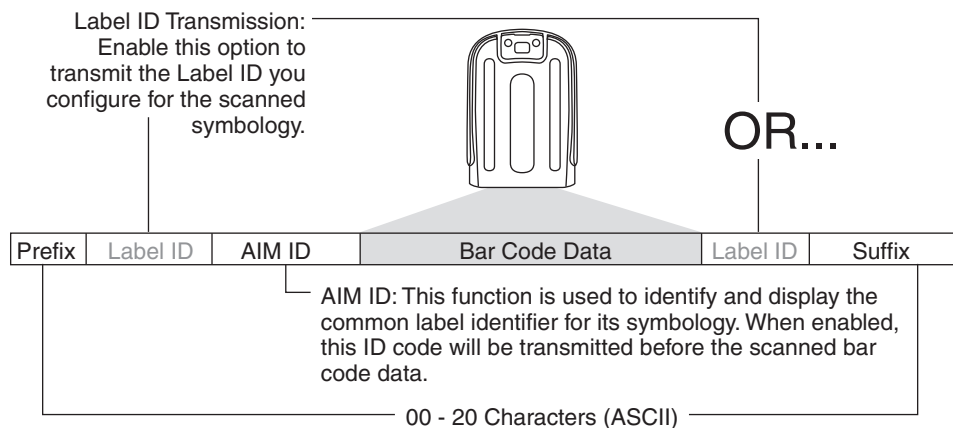 Label ID Transmission:
Enable this option to
transmit the Label ID you
configure for the scanned
symbology.
OR...
Prefix Label ID AIM ID Bar Code Data Label ID Suffix
AIM ID: This function is used to identify and display the
common label identifier for its symbology. When enabled,
this ID code will be transmitted before the scanned bar
code data.
00 - 20 Characters (ASCII)